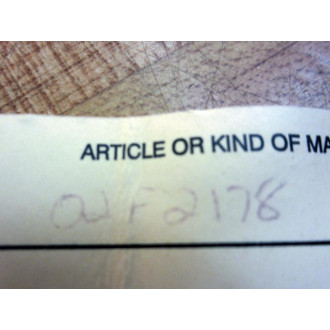 ARTICLE OR KIND OF MA
02F2178